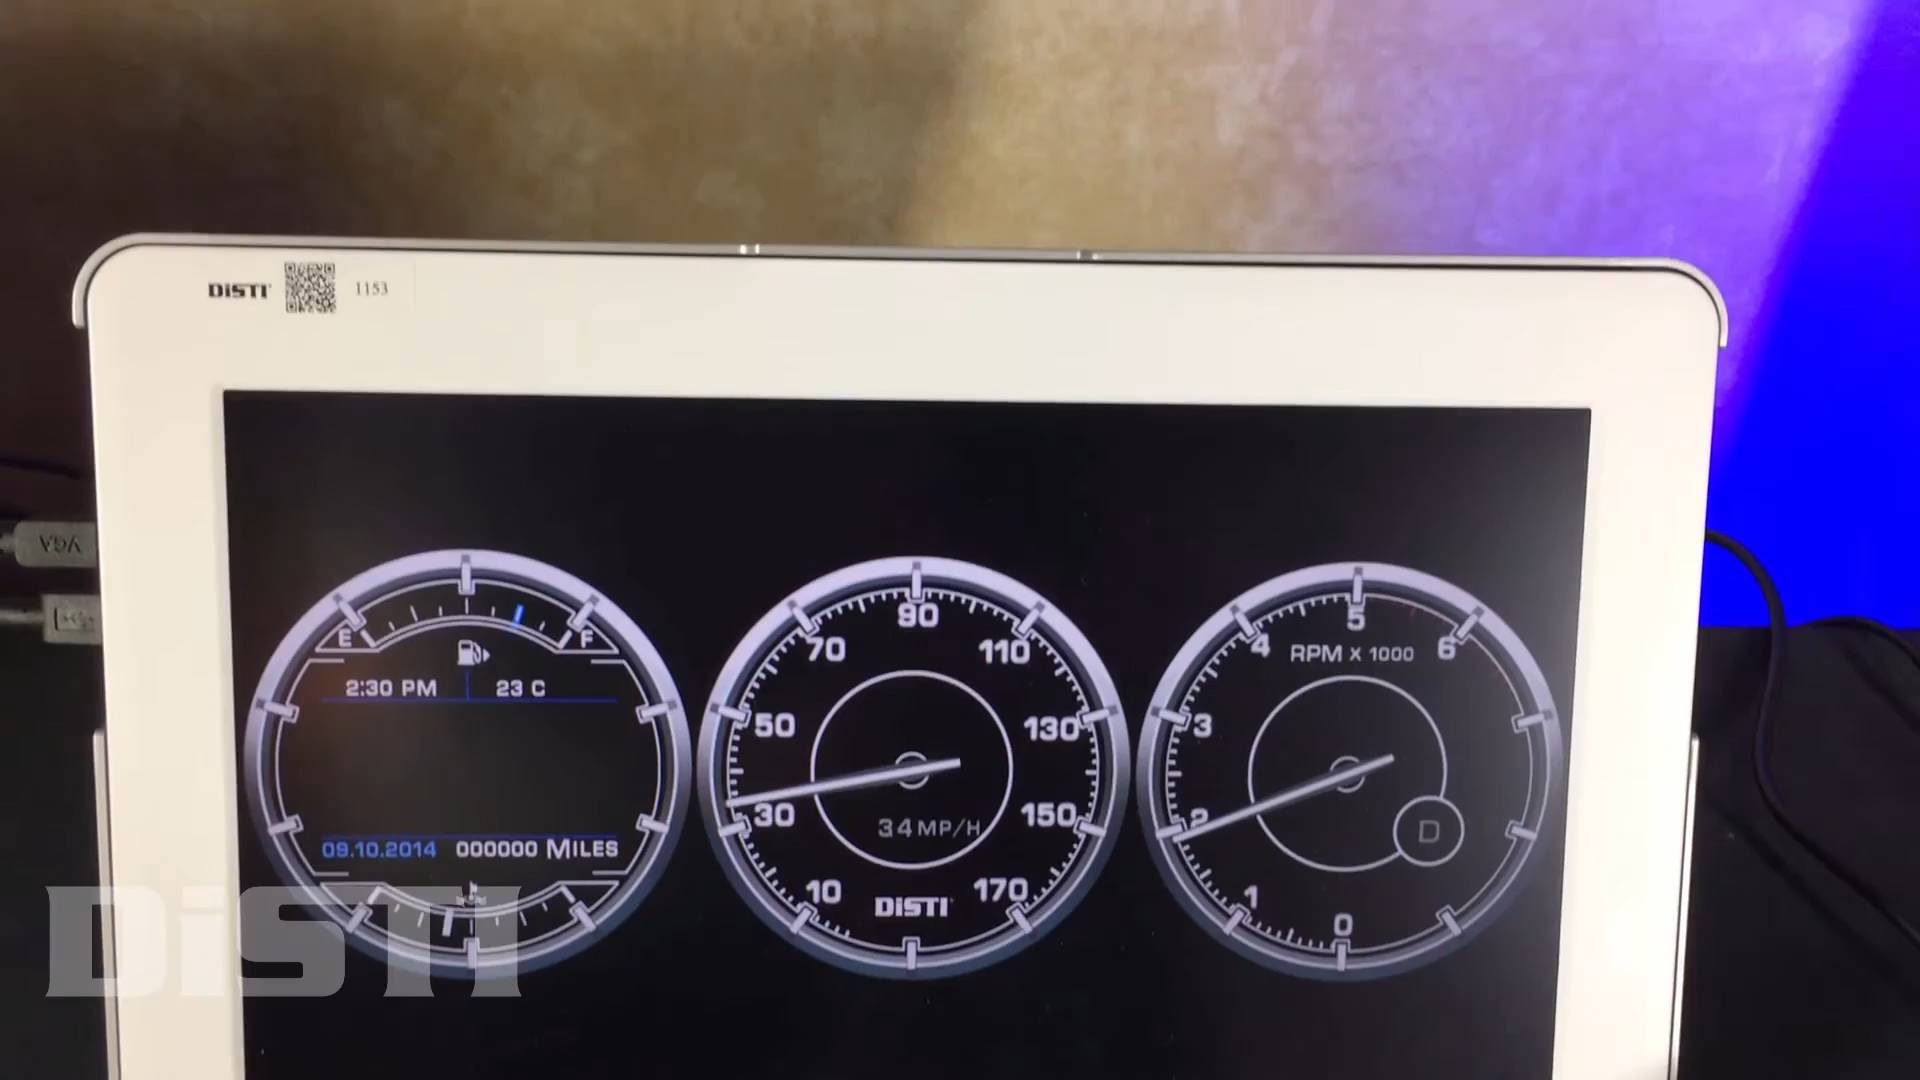 DiSTI 1153
VGA
E F
2:30 PM 23 C
09.10.2014 000000 MILES
10 30 50 70 90 110 130 150 170
34 MP/H
DiSTI
0 1 2 3 4 5 6
RPM X 1000
D
DiSTI